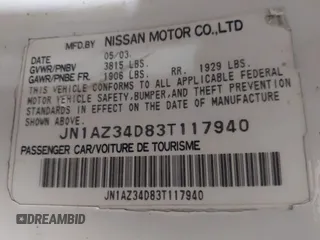 MFD.BY NISSAN MOTOR CO.,LTD
DATE 05/03
GVWR/PNBV 3815 LBS.
GAWR/PNBE FR. 1906 LBS. RR. 1929 LBS.
THIS VEHICLE CONFORMS TO ALL APPLICABLE FEDERAL
MOTOR VEHICLE SAFETY,BUMPER,AND THEFT PREVENTION
STANDARDS IN EFFECT ON THE DATE OF MANUFACTURE
SHOWN ABOVE.
JN1AZ34D83T117940
PASSENGER CAR/VOITURE DE TOURISME
JN1AZ34D83T117940
DREAMBID